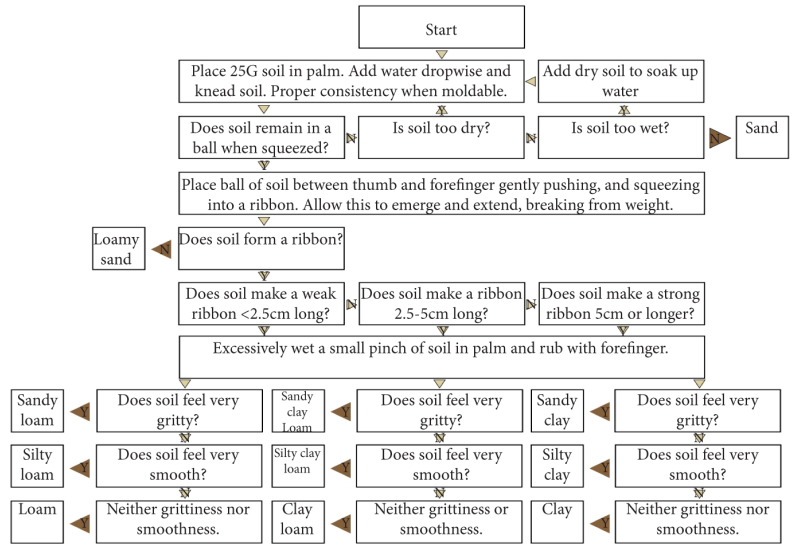 Start
Place 25G soil in palm. Add water dropwise and
knead soil. Proper consistency when moldable.
Add dry soil to soak up
water
Does soil remain in a
ball when squeezed?
N
Y
Is soil too dry?
Y
N
Is soil too wet?
Y
N
Sand
Y
Place ball of soil between thumb and forefinger gently pushing, and squeezing
into a ribbon. Allow this to emerge and extend, breaking from weight.
Loamy
sand
N
Does soil form a ribbon?
Y
Does soil make a weak
ribbon <2.5cm long?
N
Does soil make a ribbon
2.5-5cm long?
N
Does soil make a strong
ribbon 5cm or longer?
Y
Y
Y
Excessively wet a small pinch of soil in palm and rub with forefinger.
Sandy
loam
Y
Does soil feel very
gritty?
Sandy
clay
Loam
Y
Does soil feel very
gritty?
Sandy
clay
Y
Does soil feel very
gritty?
N
N
N
Silty
loam
Y
Does soil feel very
smooth?
Silty clay
loam
Y
Does soil feel very
smooth?
Silty
clay
Y
Does soil feel very
smooth?
N
N
N
Loam
Y
Neither grittiness nor
smoothness.
Clay
loam
Y
Neither grittiness or
smoothness.
Clay
Y
Neither grittiness nor
smoothness.